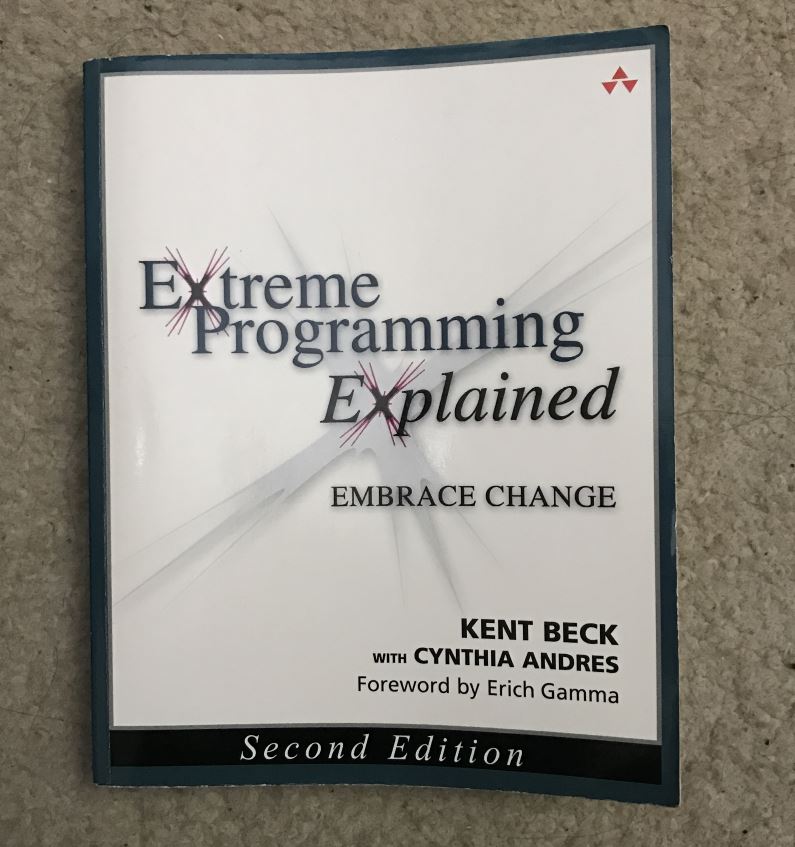 Extreme
Programming
Explained
EMBRACE CHANGE
KENT BECK
WITH CYNTHIA ANDRES
Foreword by Erich Gamma
Second Edition